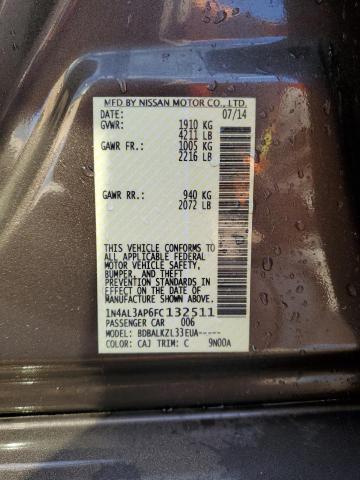 MFD BY NISSAN MOTOR CO., LTD.
DATE: 07/14
GVWR: 1910 KG
4211 LB
GAWR FR.: 1005 KG
2216 LB
GAWR RR.: 940 KG
2072 LB
THIS VEHICLE CONFORMS TO
ALL APPLICABLE FEDERAL
MOTOR VEHICLE SAFETY,
BUMPER, AND THEFT
PREVENTION STANDARDS IN
EFFECT ON THE DATE OF
MANUFACTURE SHOWN ABOVE.
1N4AL3AP6FC132511
PASSENGER CAR 006
MODEL: BDBALKZL33EUA-----
COLOR: CAJ TRIM: C 9N00A